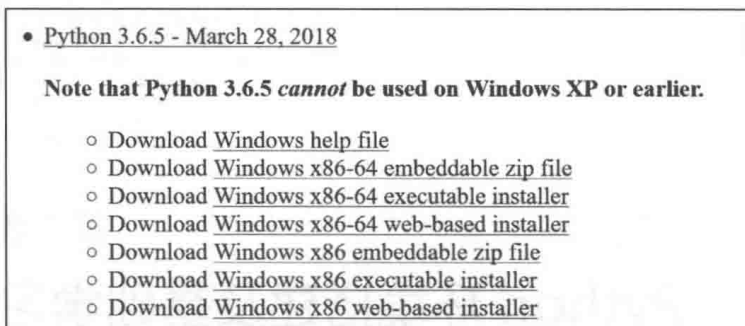 • Python 3.6.5 - March 28, 2018
Note that Python 3.6.5 cannot be used on Windows XP or earlier.
○ Download Windows help file
○ Download Windows x86-64 embeddable zip file
○ Download Windows x86-64 executable installer
○ Download Windows x86-64 web-based installer
○ Download Windows x86 embeddable zip file
○ Download Windows x86 executable installer
○ Download Windows x86 web-based installer